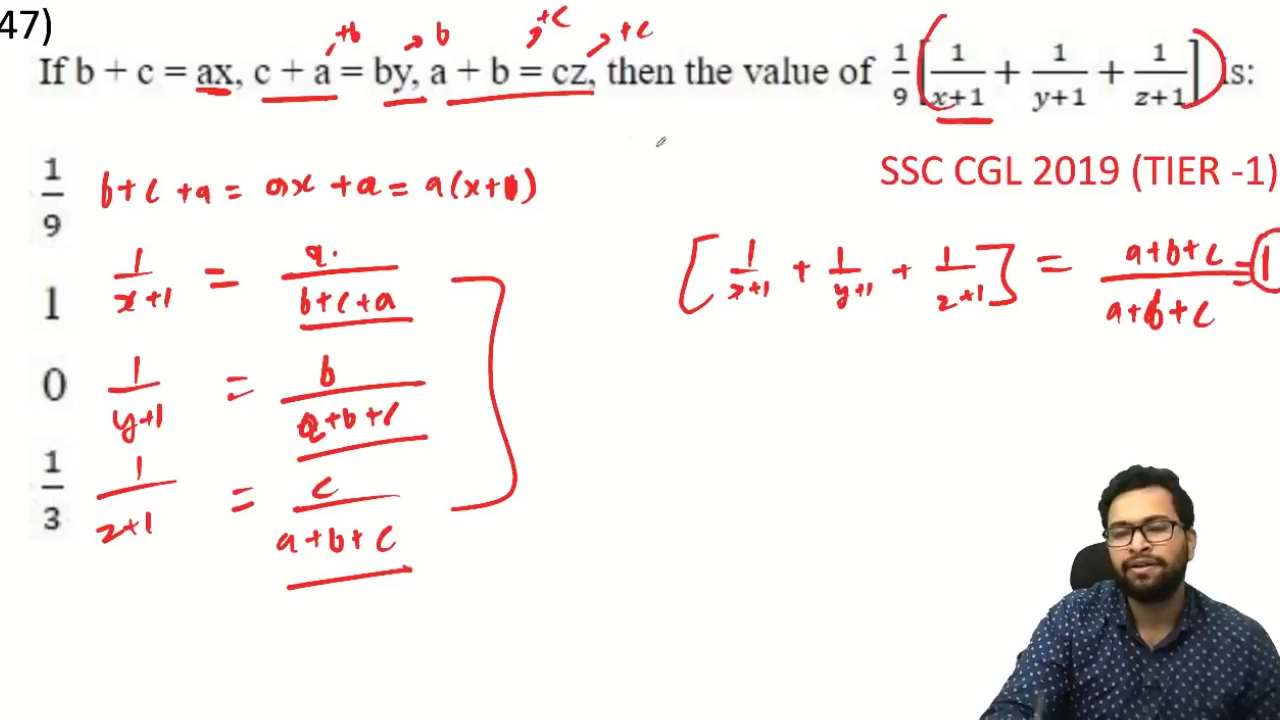 47)
+b b +c +c
If b + c = ax, c + a = by, a + b = cz, then the value of 1/9 [1/x+1 + 1/y+1 + 1/z+1] is:
SSC CGL 2019 (TIER -1)
1/9
b+c+a = ax+a = a(x+1)
1/x+1 = a/b+c+a
[1/x+1 + 1/y+1 + 1/z+1] = a+b+c/a+b+c = 1
1
1/y+1 = b/a+b+c
0
1/z+1 = c/a+b+c
1/3